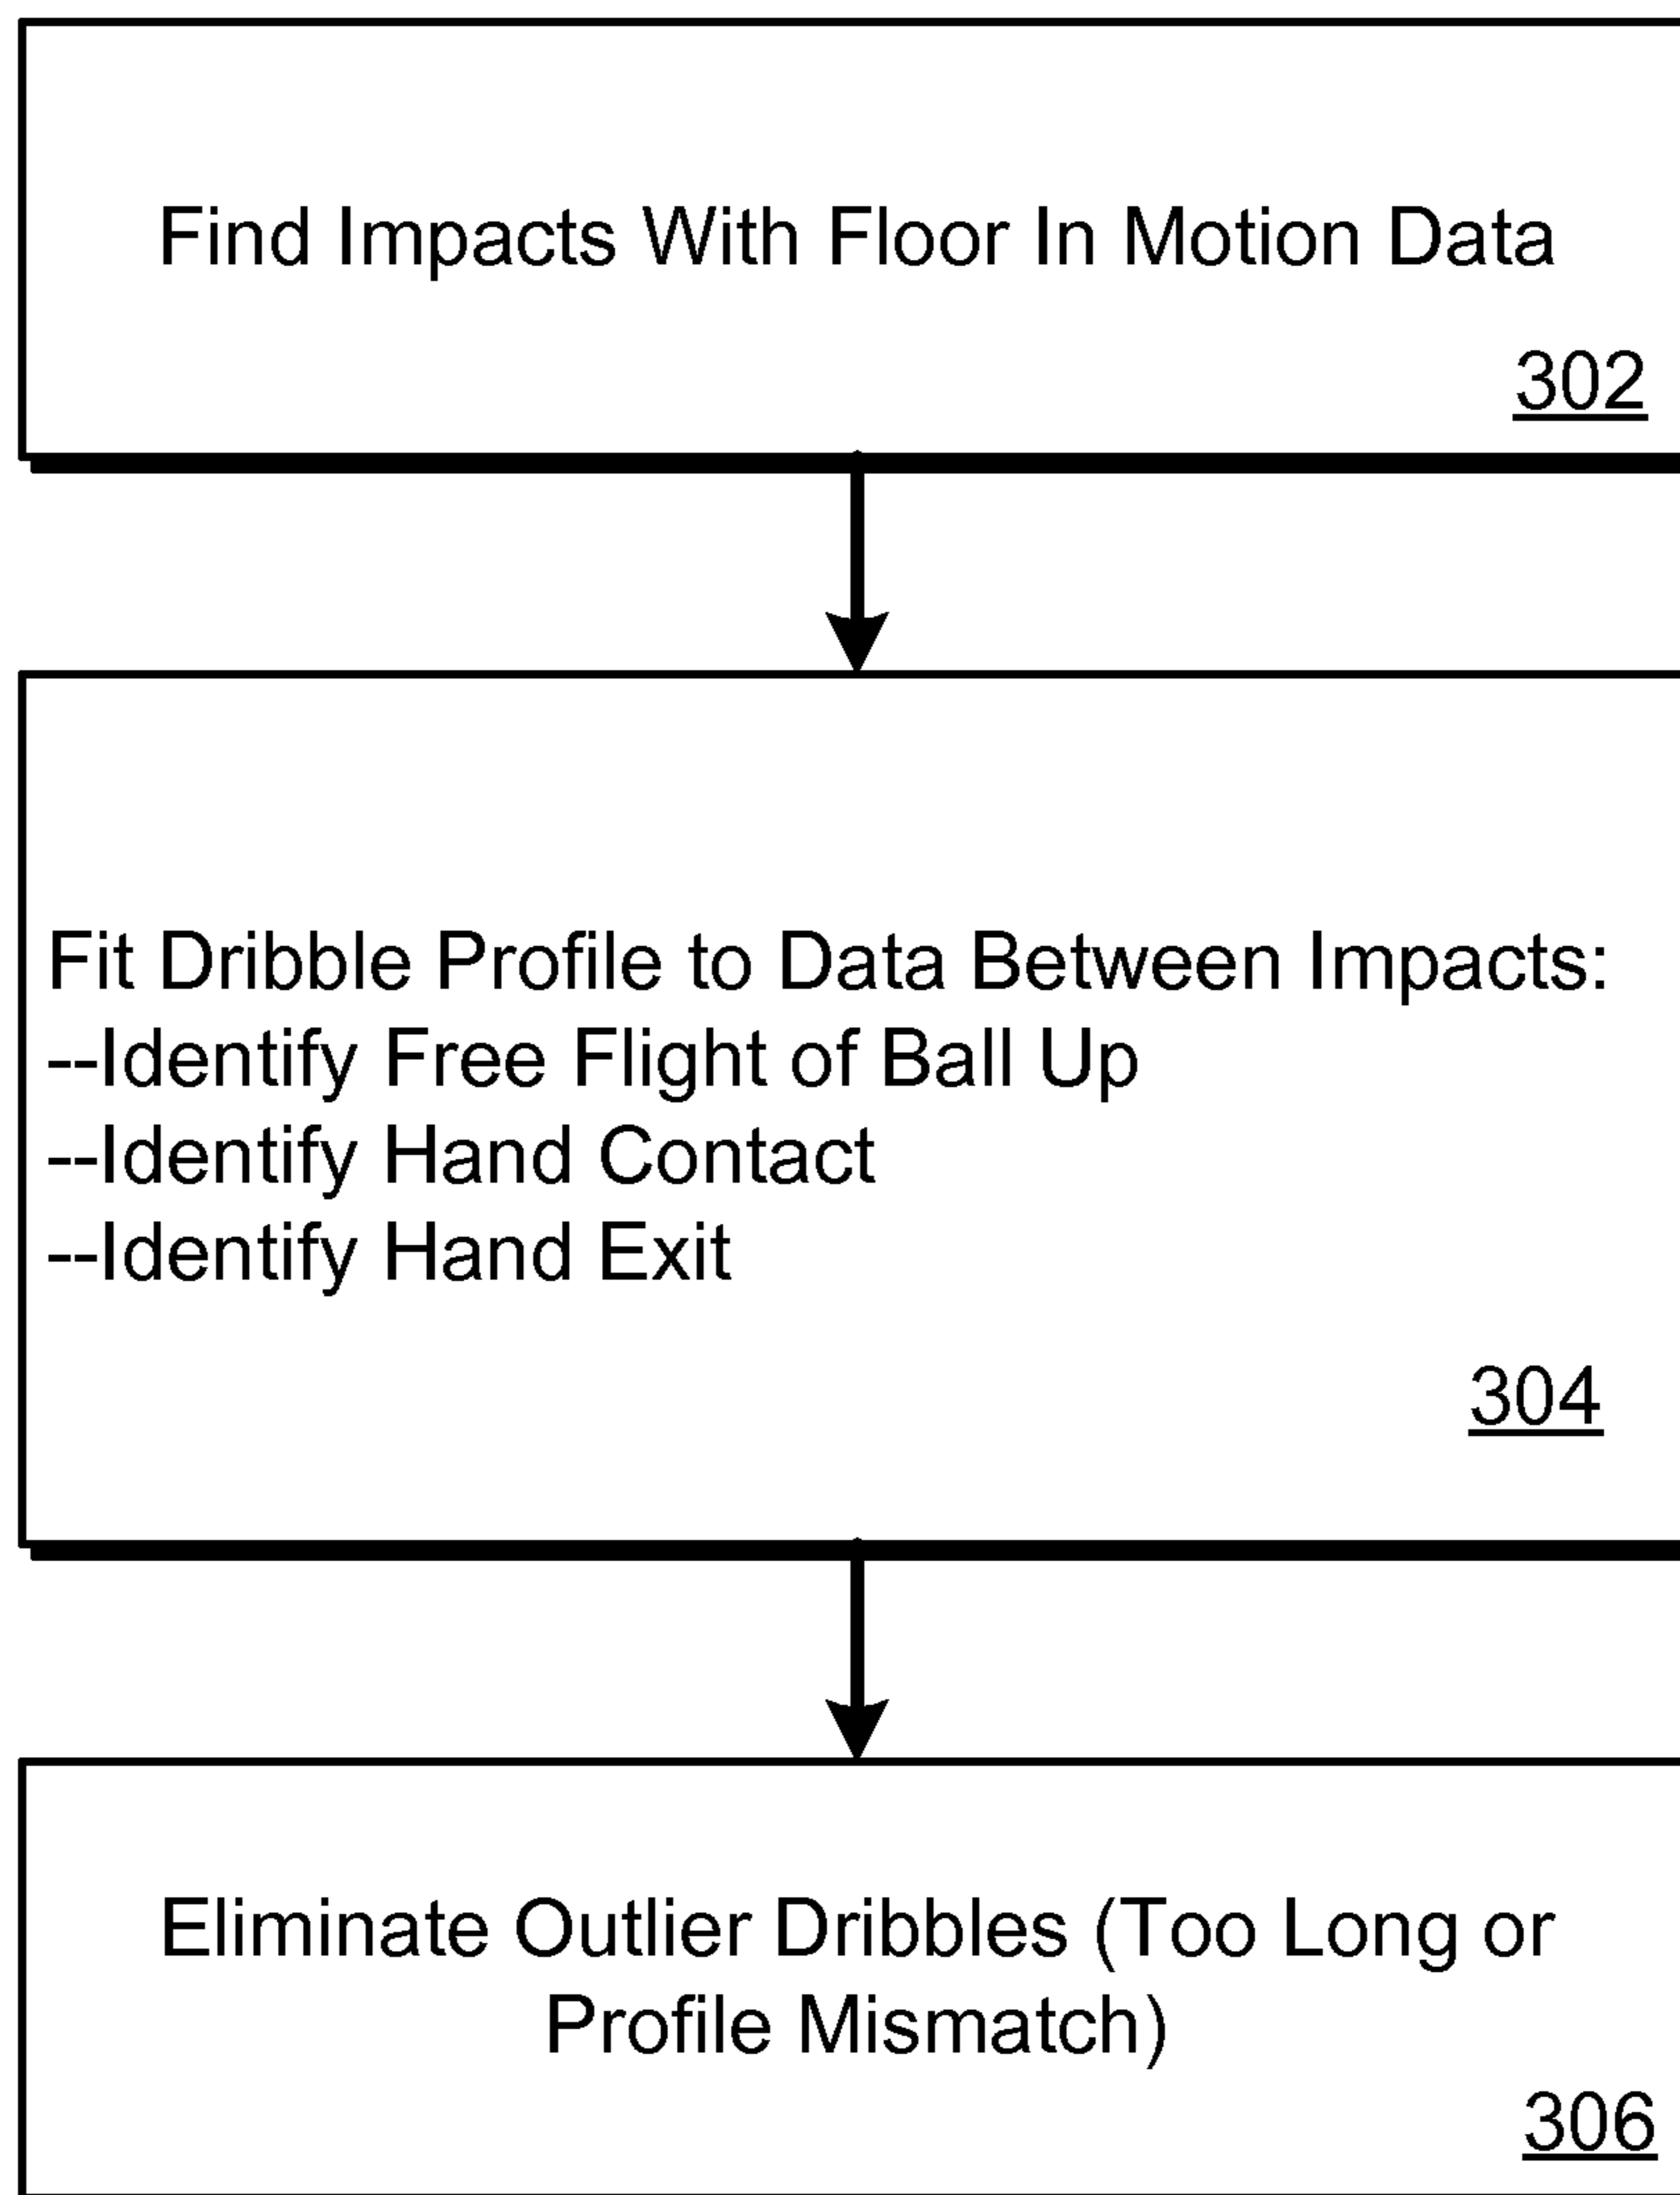 Find Impacts With Floor In Motion Data
302
Fit Dribble Profile to Data Between Impacts:
--Identify Free Flight of Ball Up
--Identify Hand Contact
--Identify Hand Exit
304
Eliminate Outlier Dribbles (Too Long or
Profile Mismatch)
306